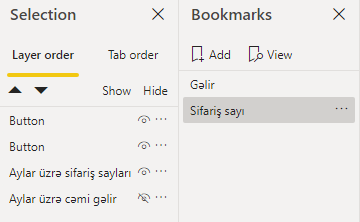 Selection
Layer order Tab order
Show Hide
Button
Button
Aylar üzrə sifariş sayları
Aylar üzrə cəmi gəlir
Bookmarks
Add View
Gəlir
Sifariş sayı